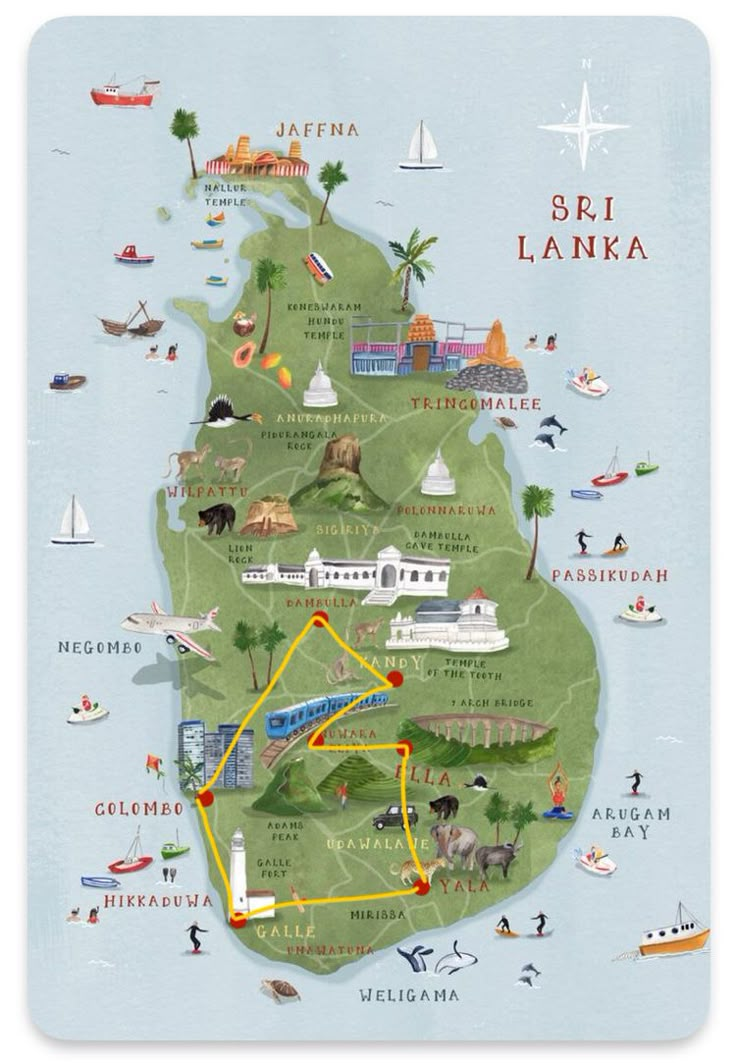 N
JAFFNA
NALLUR
TEMPLE
SRI
LANKA
KONESWARAM
HUNDU
TEMPLE
TRINCOMALEE
ANURADHAPURA
PIDURANGALA
ROCK
WILPATTU
POLONNARUWA
SIGIRIYA
DAMBULLA
CAVE TEMPLE
LION
ROCK
PASSIKUDAH
DAMBULLA
NEGOMBO
KANDY
TEMPLE
OF THE TOOTH
9 ARCH BRIDGE
NUWARA
ELLA
COLOMBO
ADAMS
PEAK
ARUGAM
BAY
UDAWALAWE
GALLE
FORT
YALA
HIKKADUWA
MIRISSA
GALLE
UNAWATUNA
WELIGAMA